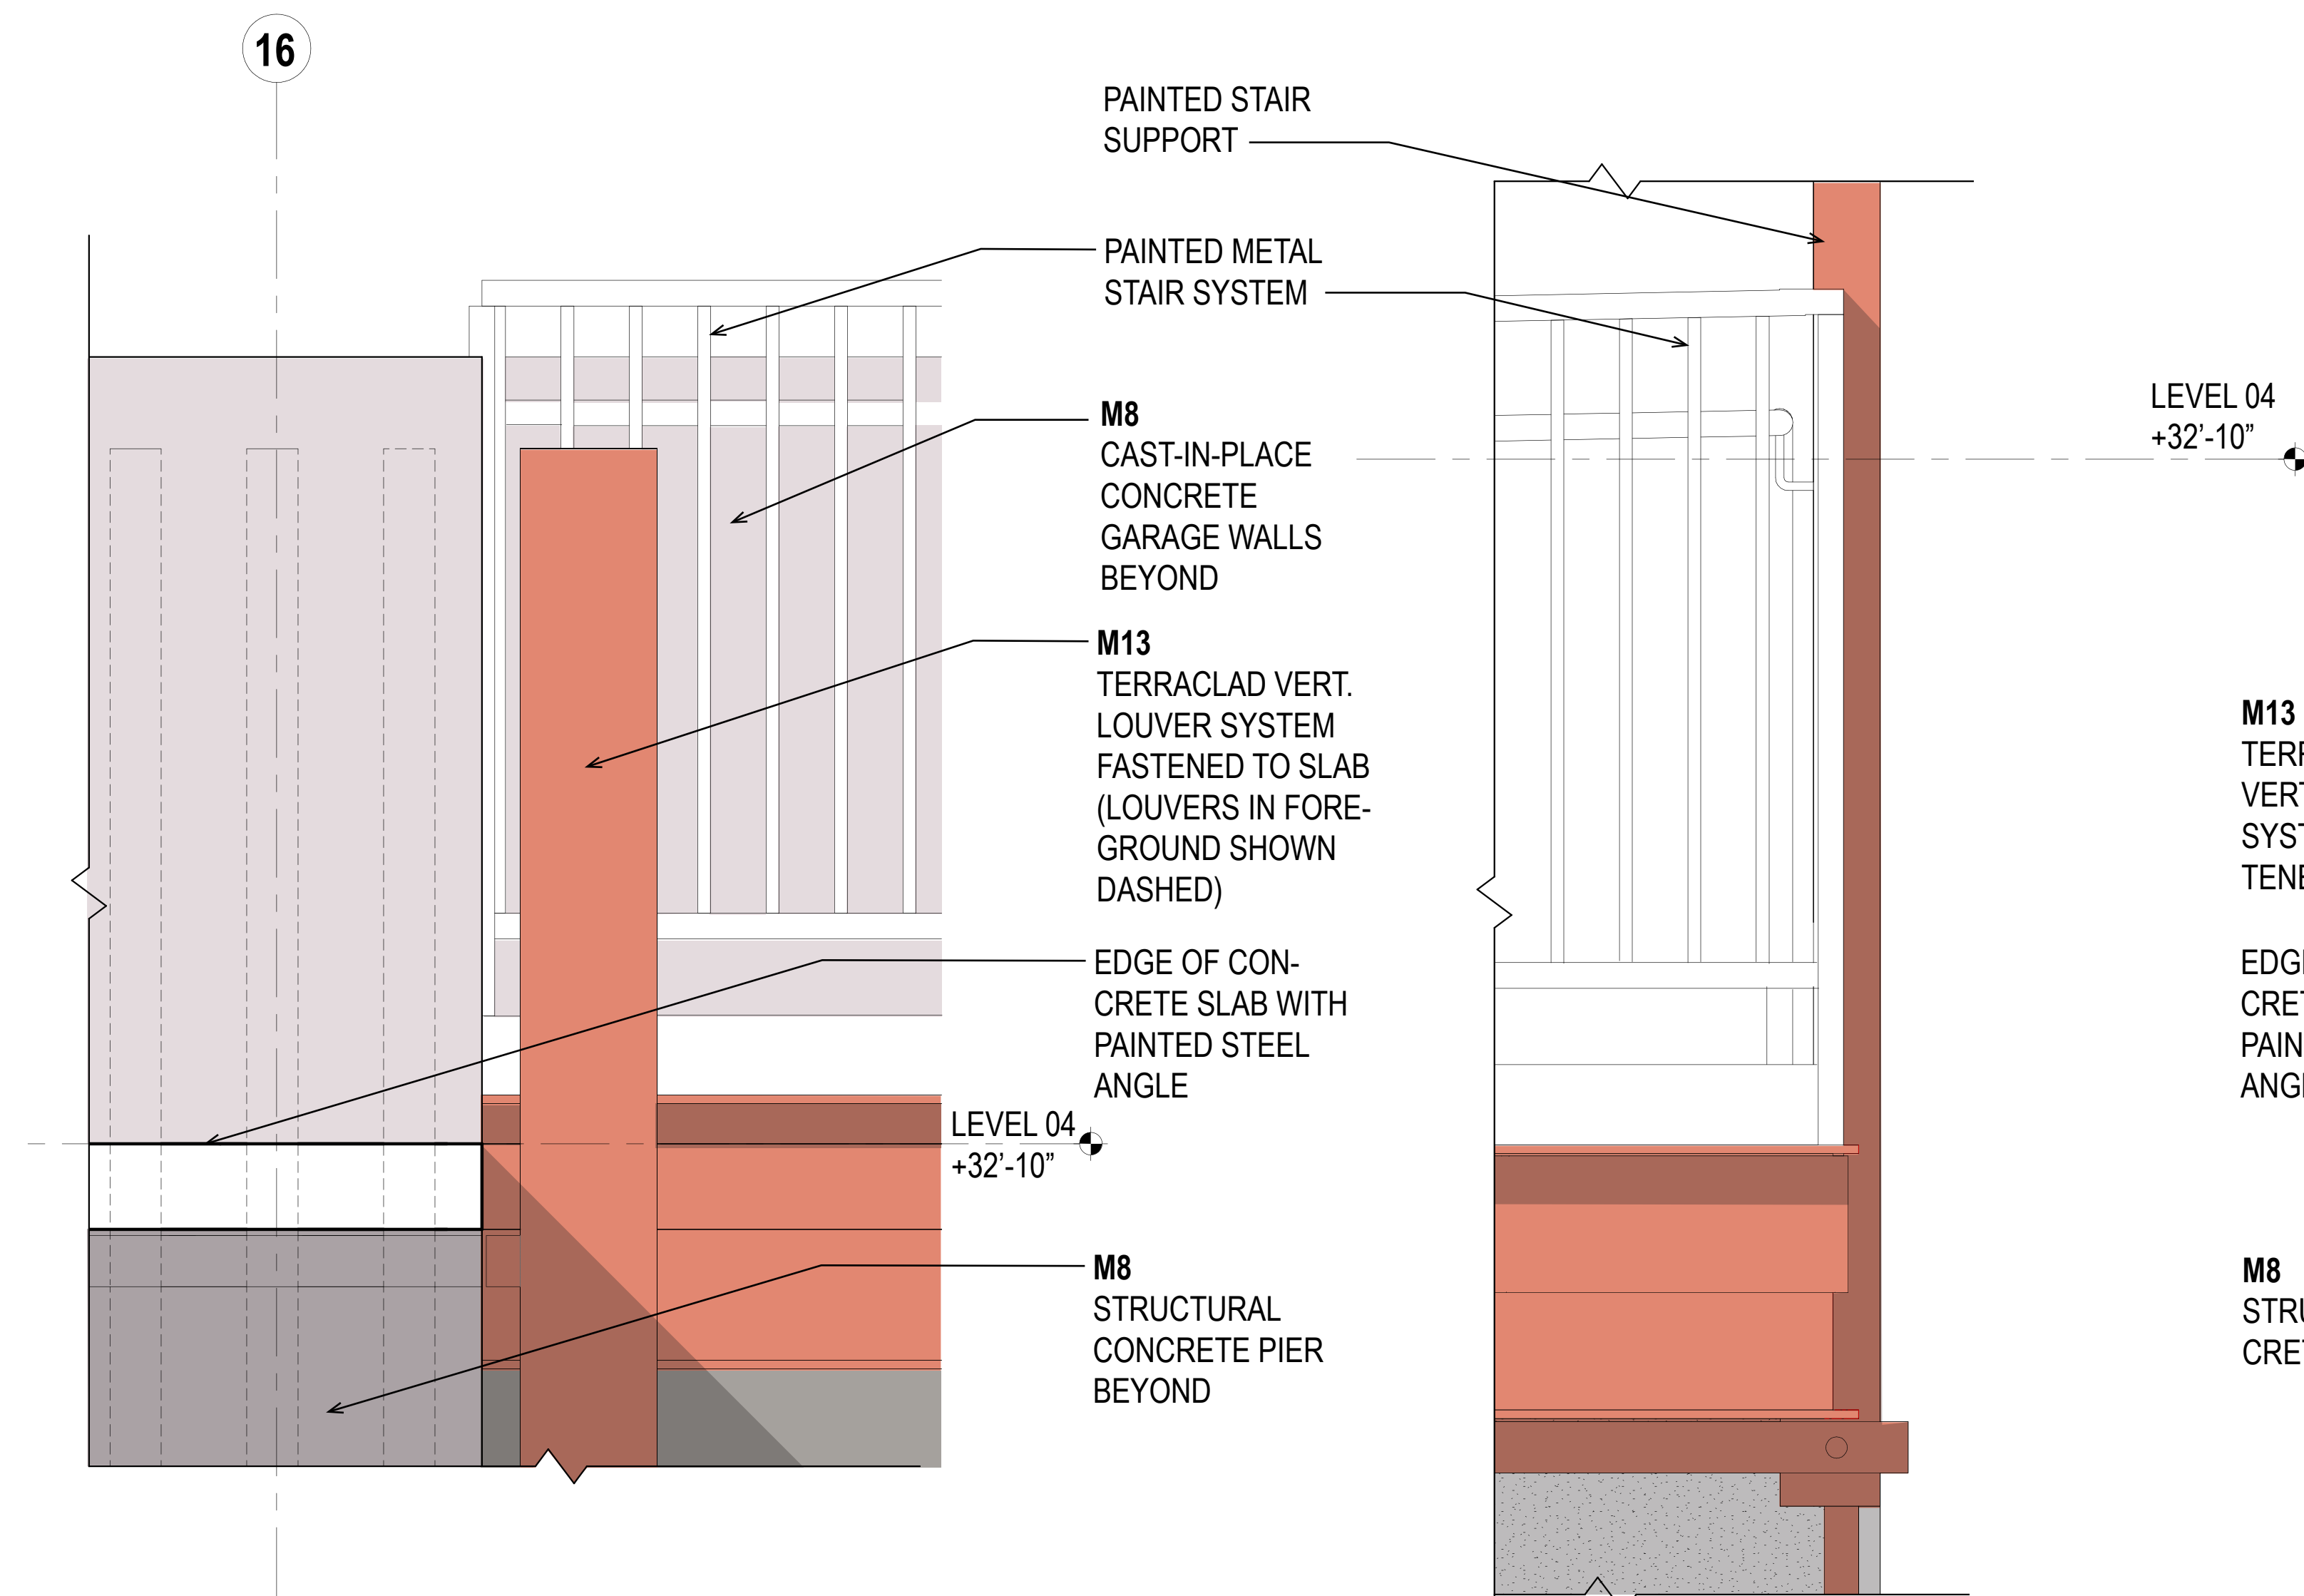 16
PAINTED STAIR
SUPPORT
PAINTED METAL
STAIR SYSTEM
M8
CAST-IN-PLACE
CONCRETE
GARAGE WALLS
BEYOND
M13
TERRACLAD VERT.
LOUVER SYSTEM
FASTENED TO SLAB
(LOUVERS IN FORE-
GROUND SHOWN
DASHED)
EDGE OF CON-
CRETE SLAB WITH
PAINTED STEEL
ANGLE
LEVEL 04
+32’-10”
M8
STRUCTURAL
CONCRETE PIER
BEYOND
LEVEL 04
+32’-10”
M13
M8